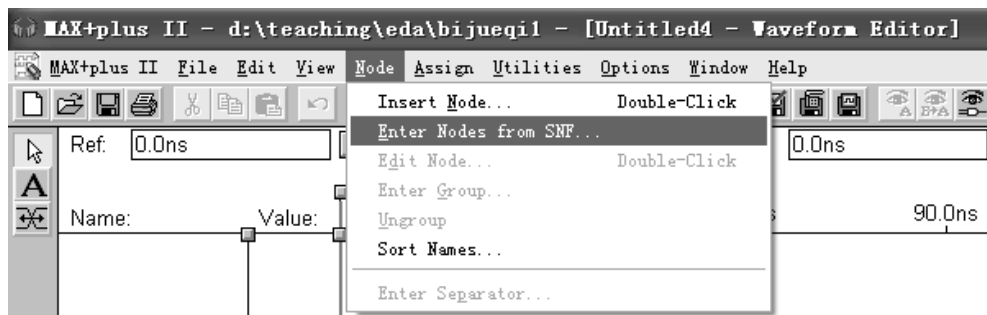 MAX+plus II - d:\teaching\eda\bijueqi1 - [Untitled4 - Waveform Editor]
MAX+plus II File Edit View Node Assign Utilities Options Window Help
Insert Node... Double-Click
Enter Nodes from SNF...
Edit Node... Double-Click
Enter Group...
Ungroup
Sort Names...
Enter Separator...
Ref: 0.0ns 0.0ns
Name: Value: 90.0ns